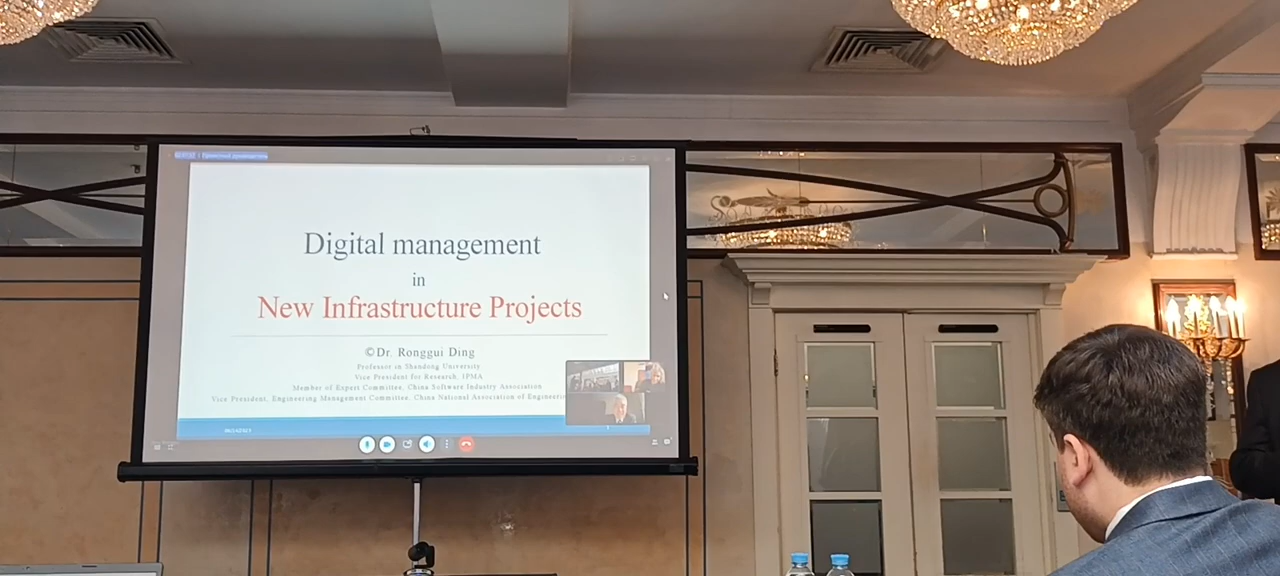 Digital management
in
New Infrastructure Projects
©Dr. Ronggui Ding
Professor in Shandong University
Vice President for Research, IPMA
Member of Expert Committee, China Software Industry Association
Vice President, Engineering Management Committee, China National Association of